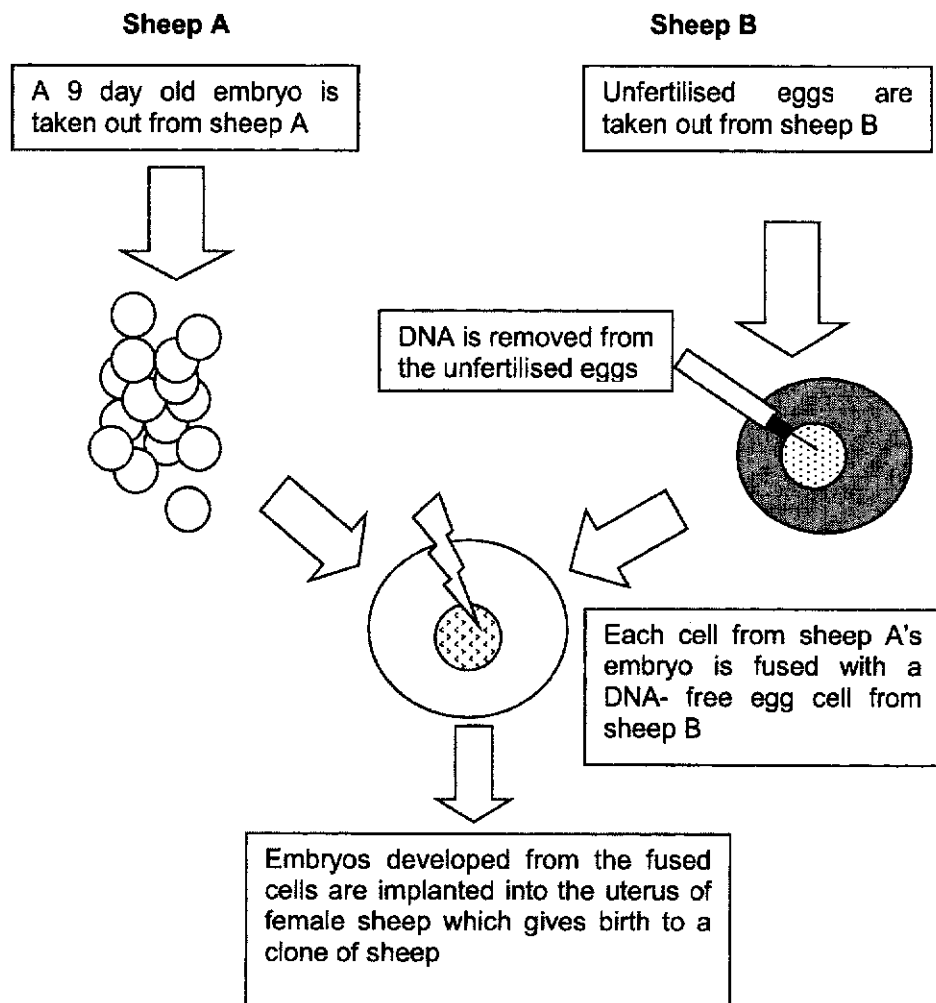 Sheep A
Sheep B
A 9 day old embryo is
taken out from sheep A
Unfertilised eggs are
taken out from sheep B
DNA is removed from
the unfertilised eggs
Each cell from sheep A's
embryo is fused with a
DNA- free egg cell from
sheep B
Embryos developed from the fused
cells are implanted into the uterus of
female sheep which gives birth to a
clone of sheep